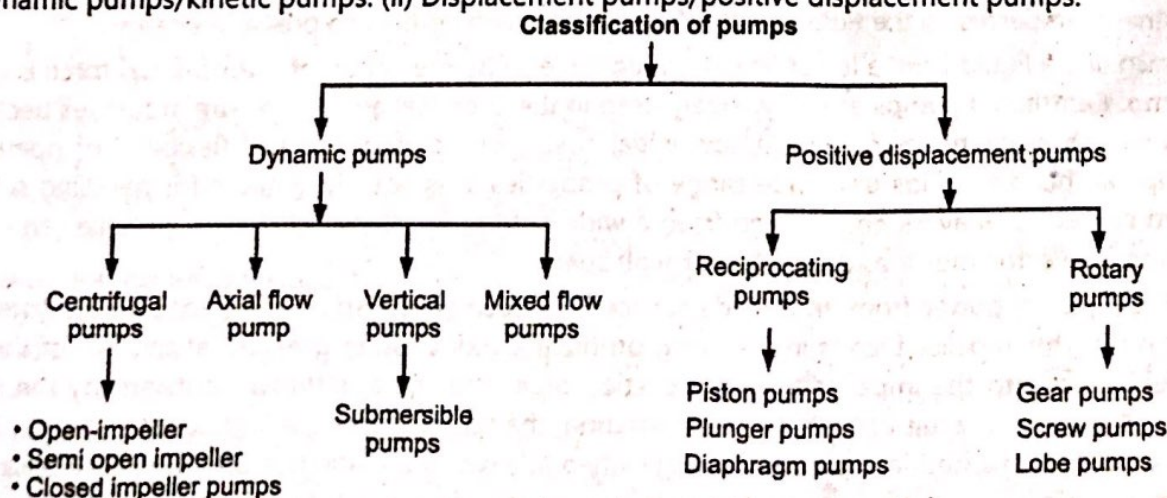 namic pumps/kinetic pumps. (ii) Displacement pumps/positive displacement pumps.
Classification of pumps
Dynamic pumps
Positive displacement pumps
Centrifugal pumps
Axial flow pump
Vertical pumps
Mixed flow pumps
Reciprocating pumps
Rotary pumps
• Open-impeller
• Semi open impeller
• Closed impeller pumps
Submersible pumps
Piston pumps
Plunger pumps
Diaphragm pumps
Gear pumps
Screw pumps
Lobe pumps